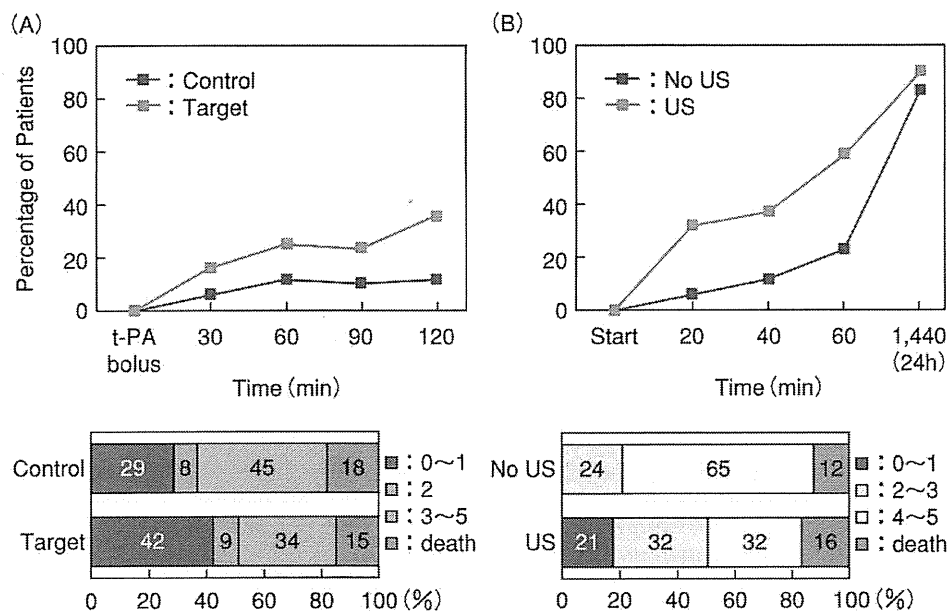 (A)
Percentage of Patients
100
80
60
40
20
0
: Control
: Target
t-PA bolus 30 60 90 120
Time (min)
(B)
100
80
60
40
20
0
: No US
: US
Start 20 40 60 1,440 (24h)
Time (min)
Control 29 8 45 18
Target 42 9 34 15
0 20 40 60 80 100 (%)
: 0~1
: 2
: 3~5
: death
No US 24 65 12
US 21 32 32 16
0 20 40 60 80 100 (%)
: 0~1
: 2~3
: 4~5
: death